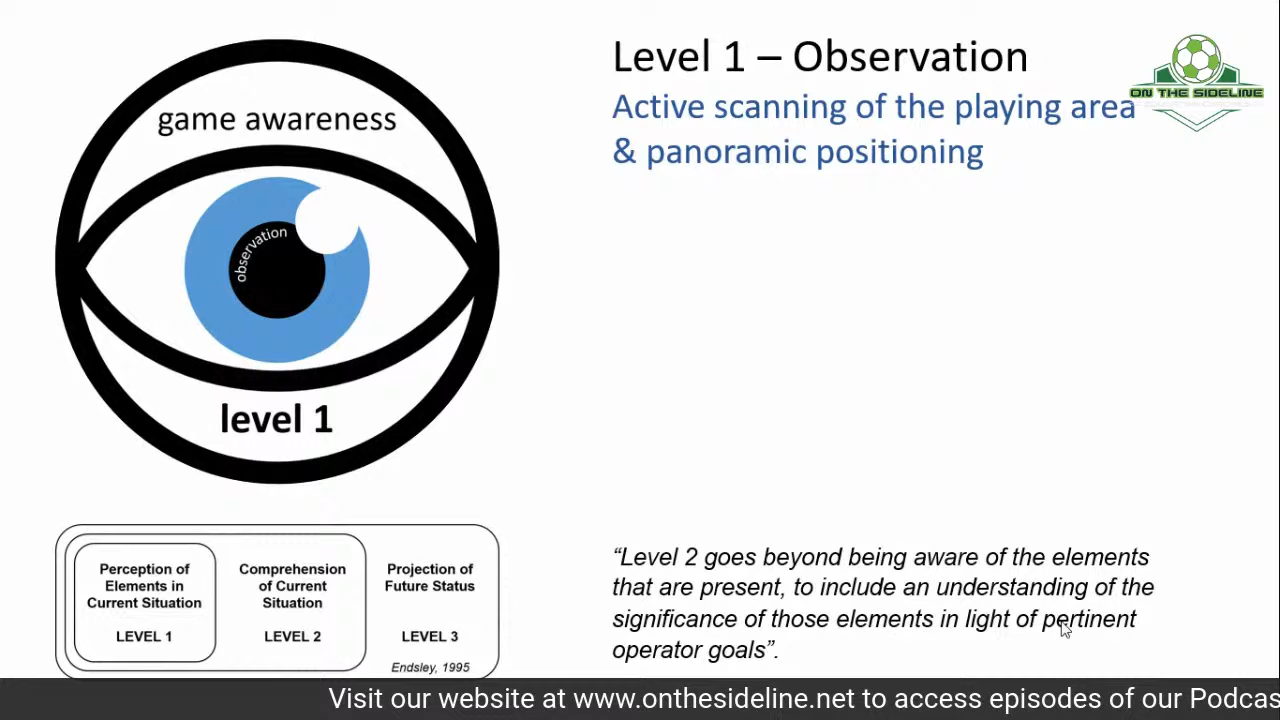 game awareness
observation
level 1
Level 1 – Observation
Active scanning of the playing area
& panoramic positioning
ON THE SIDELINE
Perception of
Elements in
Current Situation
LEVEL 1
Comprehension
of Current
Situation
LEVEL 2
Projection of
Future Status
LEVEL 3
Endsley, 1995
“Level 2 goes beyond being aware of the elements
that are present, to include an understanding of the
significance of those elements in light of pertinent
operator goals”.
Visit our website at www.onthesideline.net to access episodes of our Podcas